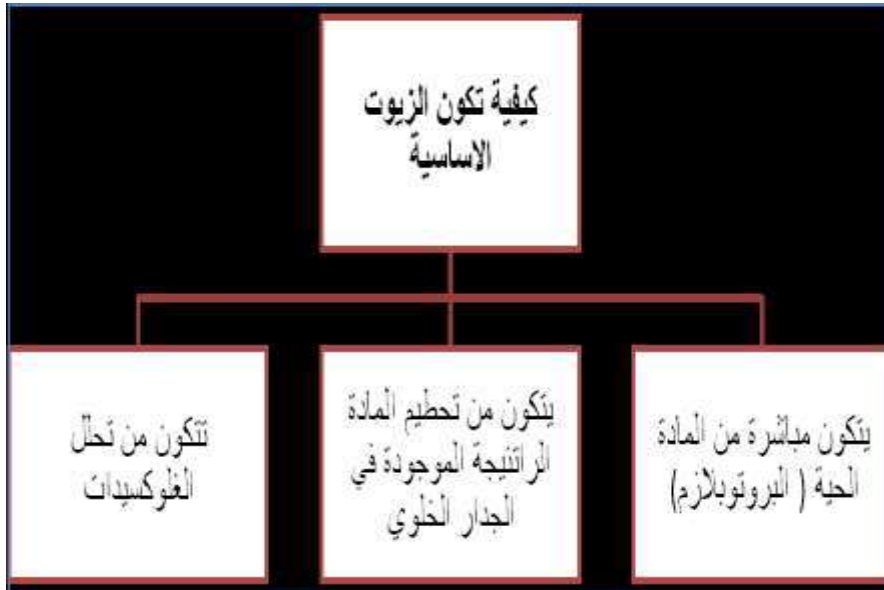 كيفية تكون الزيوت
الاساسية
يتكون مباشرة من المادة
الحية ( البروتوبلازم)
يتكون من تحطيم المادة
الراتنيجة الموجودة في
الجدار الخلوي
تتكون من تحلل
الغلوكسيدات